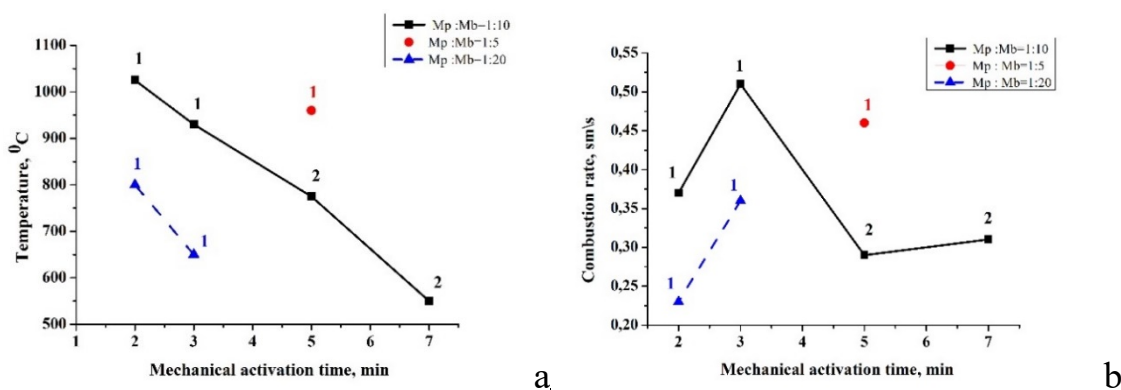 Mp :Mb=1:10
Mp :Mb=1:5
Mp :Mb=1:20
1100
1000
900
800
700
600
500
Temperature, ⁰C
1
1
1
2
2
1
1
1 2 3 4 5 6 7
Mechanical activation time, min
a
Mp :Mb=1:10
Mp : Mb=1:5
Mp : Mb=1:20
0,55
0,50
0,45
0,40
0,35
0,30
0,25
0,20
Combustion rate, sm\s
1
1
1
1
2
2
1
2 3 4 5 6 7
Mechanical activation time, min
b